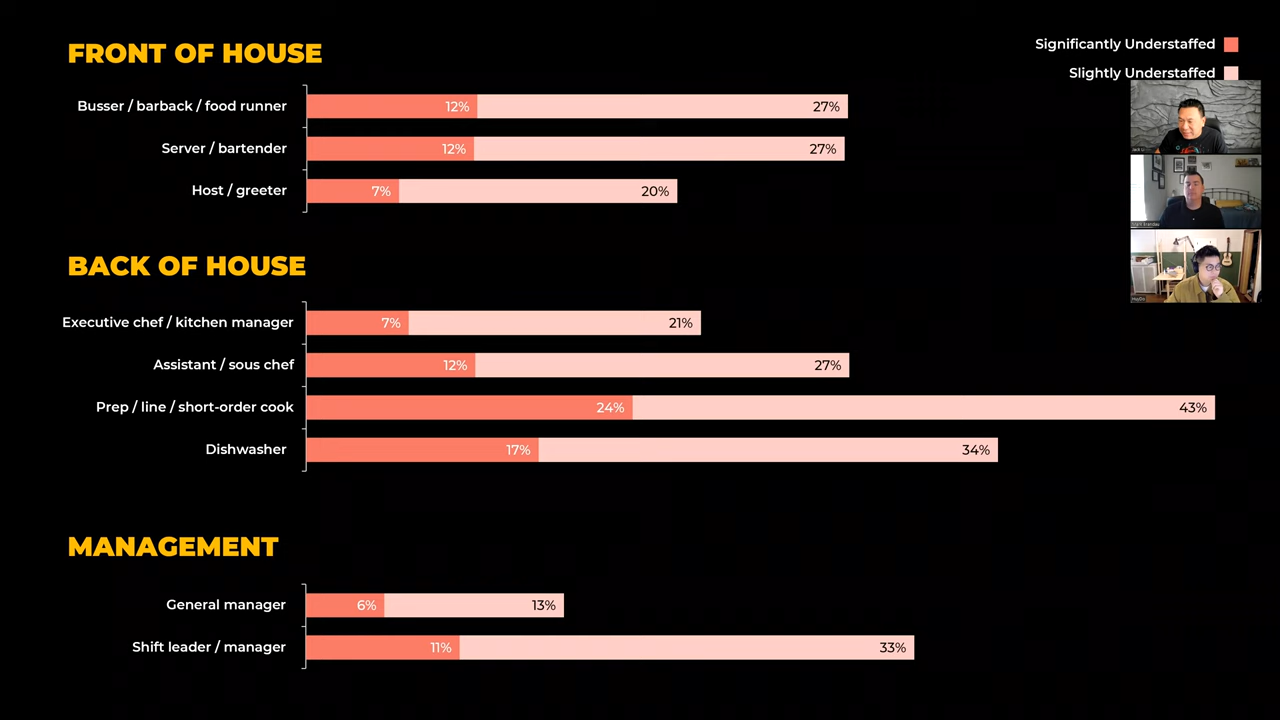 FRONT OF HOUSE
Significantly Understaffed
Slightly Understaffed
Busser / barback / food runner 12% 27%
Server / bartender 12% 27%
Host / greeter 7% 20%
BACK OF HOUSE
Executive chef / kitchen manager 7% 21%
Assistant / sous chef 12% 27%
Prep / line / short-order cook 24% 43%
Dishwasher 17% 34%
MANAGEMENT
General manager 6% 13%
Shift leader / manager 11% 33%